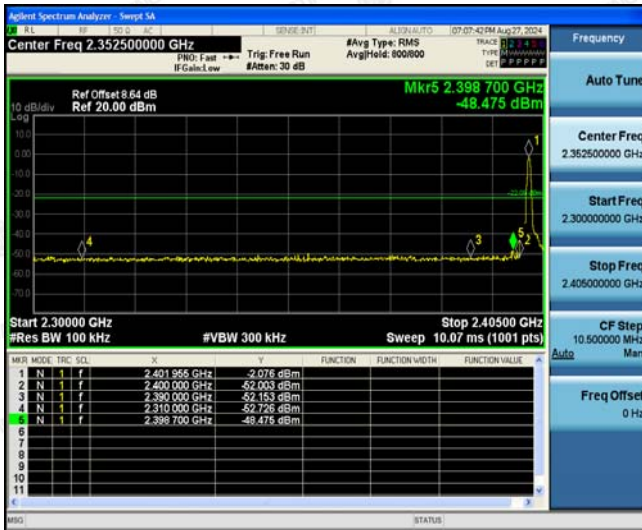 Agilent Spectrum Analyzer - Swept SA
RL RF 50 Ω AC SENSE:INT ALIGNAUTO 07:07:42 PM Aug 27, 2024
Center Freq 2.352500000 GHz
PNO: Fast
IFGain:Low
Trig: Free Run
#Atten: 30 dB
#Avg Type: RMS
Avg|Hold: 800/800
TRACE 1 2 3 4 5 6
TYPE
DET P P P P P P
Ref Offset 8.64 dB
Ref 20.00 dBm
10 dB/div
Log
Mkr5 2.398 700 GHz
-48.475 dBm
10.0
0.00
-10.0
-20.0
-30.0
-40.0
-50.0
-60.0
-70.0
1
4
3
5
2
Start 2.30000 GHz
Stop 2.40500 GHz
#Res BW 100 kHz
#VBW 300 kHz
Sweep 10.07 ms (1001 pts)
MKR MODE TRC SCL X Y FUNCTION FUNCTION WIDTH FUNCTION VALUE
1 N 1 f 2.401 955 GHz -2.076 dBm
2 N 1 f 2.400 000 GHz -52.003 dBm
3 N 1 f 2.390 000 GHz -52.153 dBm
4 N 1 f 2.310 000 GHz -52.726 dBm
5 N 1 f 2.398 700 GHz -48.475 dBm
6
7
8
9
10
11
MSG
STATUS
Frequency
Auto Tune
Center Freq
2.352500000 GHz
Start Freq
2.300000000 GHz
Stop Freq
2.405000000 GHz
CF Step
10.500000 MHz
Auto Man
Freq Offset
0 Hz